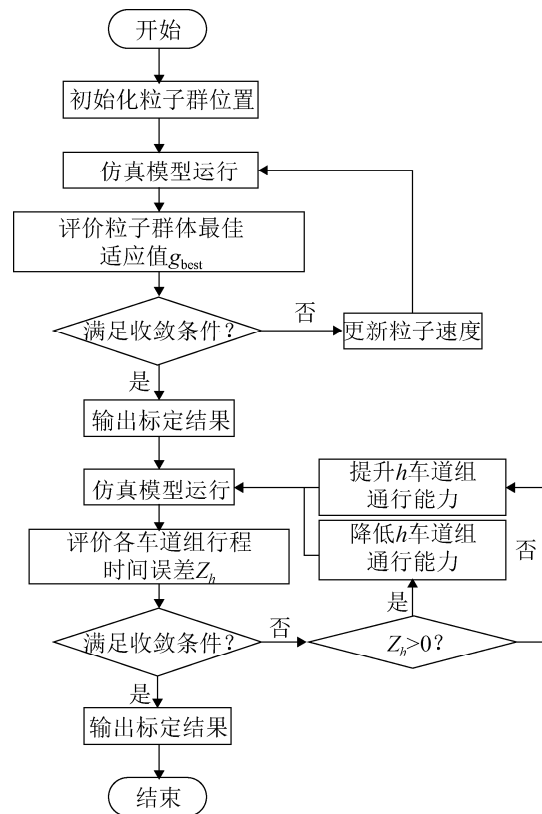 开始
初始化粒子群位置
仿真模型运行
评价粒子群体最佳
适应值gbest
满足收敛条件？
否
更新粒子速度
是
输出标定结果
仿真模型运行
提升h车道组
通行能力
评价各车道组行程
时间误差Zh
降低h车道组
通行能力
否
是
满足收敛条件？
否
Zh>0？
是
输出标定结果
结束